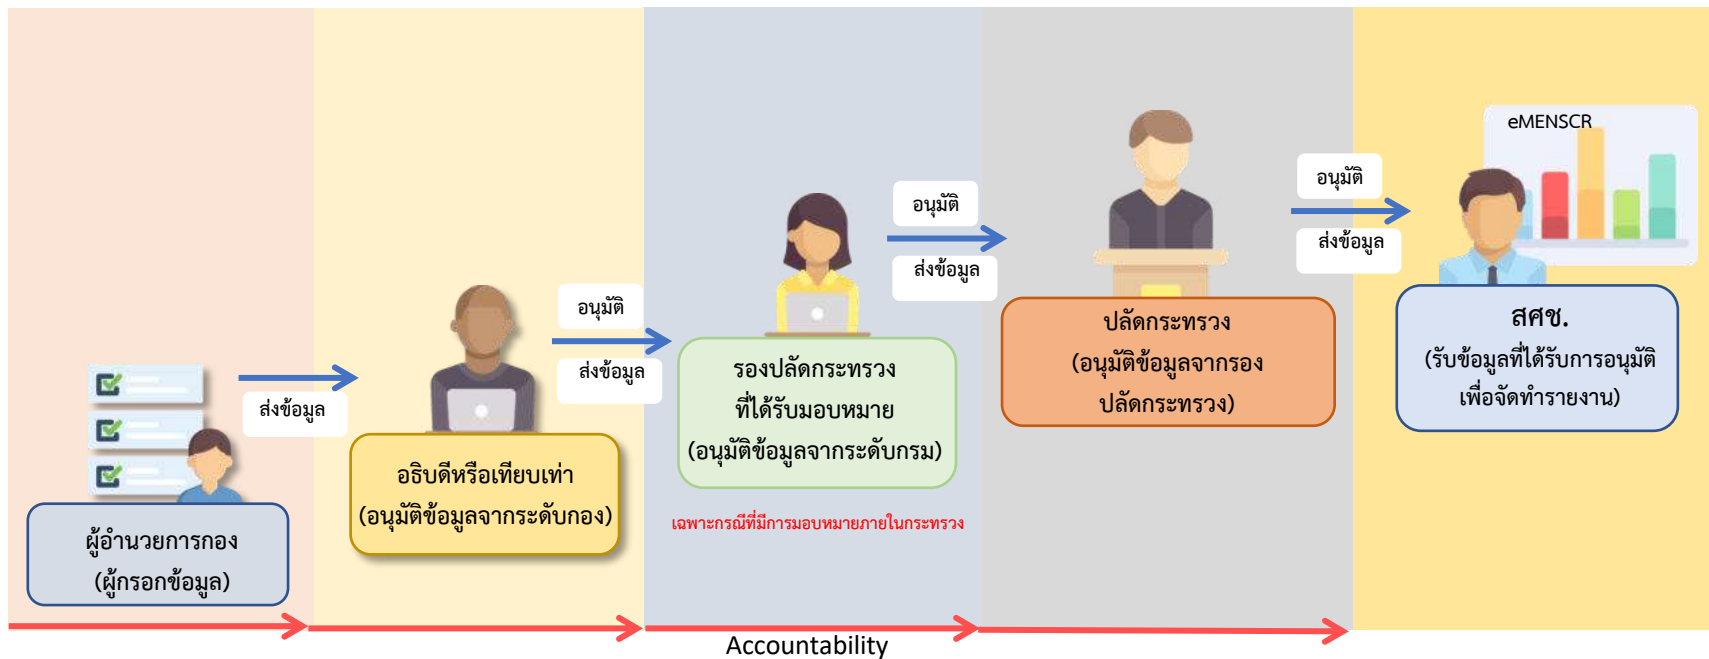 ผู้อำนวยการกอง
(ผู้กรอกข้อมูล)
ส่งข้อมูล
อธิบดีหรือเทียบเท่า
(อนุมัติข้อมูลจากระดับกอง)
อนุมัติ
ส่งข้อมูล
รองปลัดกระทรวง
ที่ได้รับมอบหมาย
(อนุมัติข้อมูลจากระดับกรม)
เฉพาะกรณีที่มีการมอบหมายภายในกระทรวง
อนุมัติ
ส่งข้อมูล
ปลัดกระทรวง
(อนุมัติข้อมูลจากรอง
ปลัดกระทรวง)
อนุมัติ
ส่งข้อมูล
eMENSCR
สศช.
(รับข้อมูลที่ได้รับการอนุมัติ
เพื่อจัดทำรายงาน)
Accountability